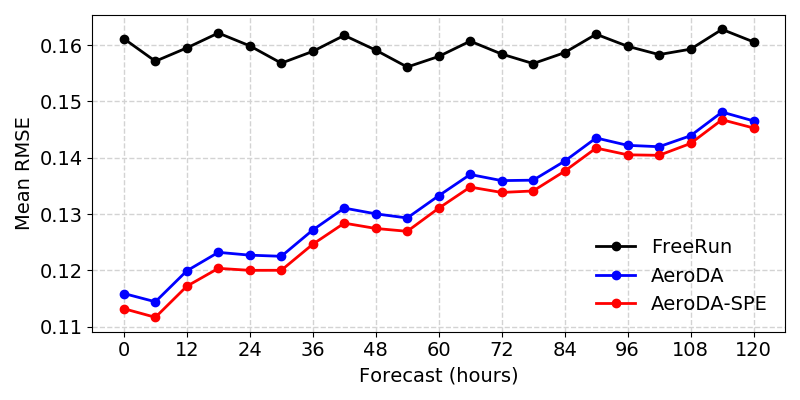 0.16
0.15
0.14
0.13
0.12
0.11
Mean RMSE
FreeRun
AeroDA
AeroDA-SPE
0 12 24 36 48 60 72 84 96 108 120
Forecast (hours)